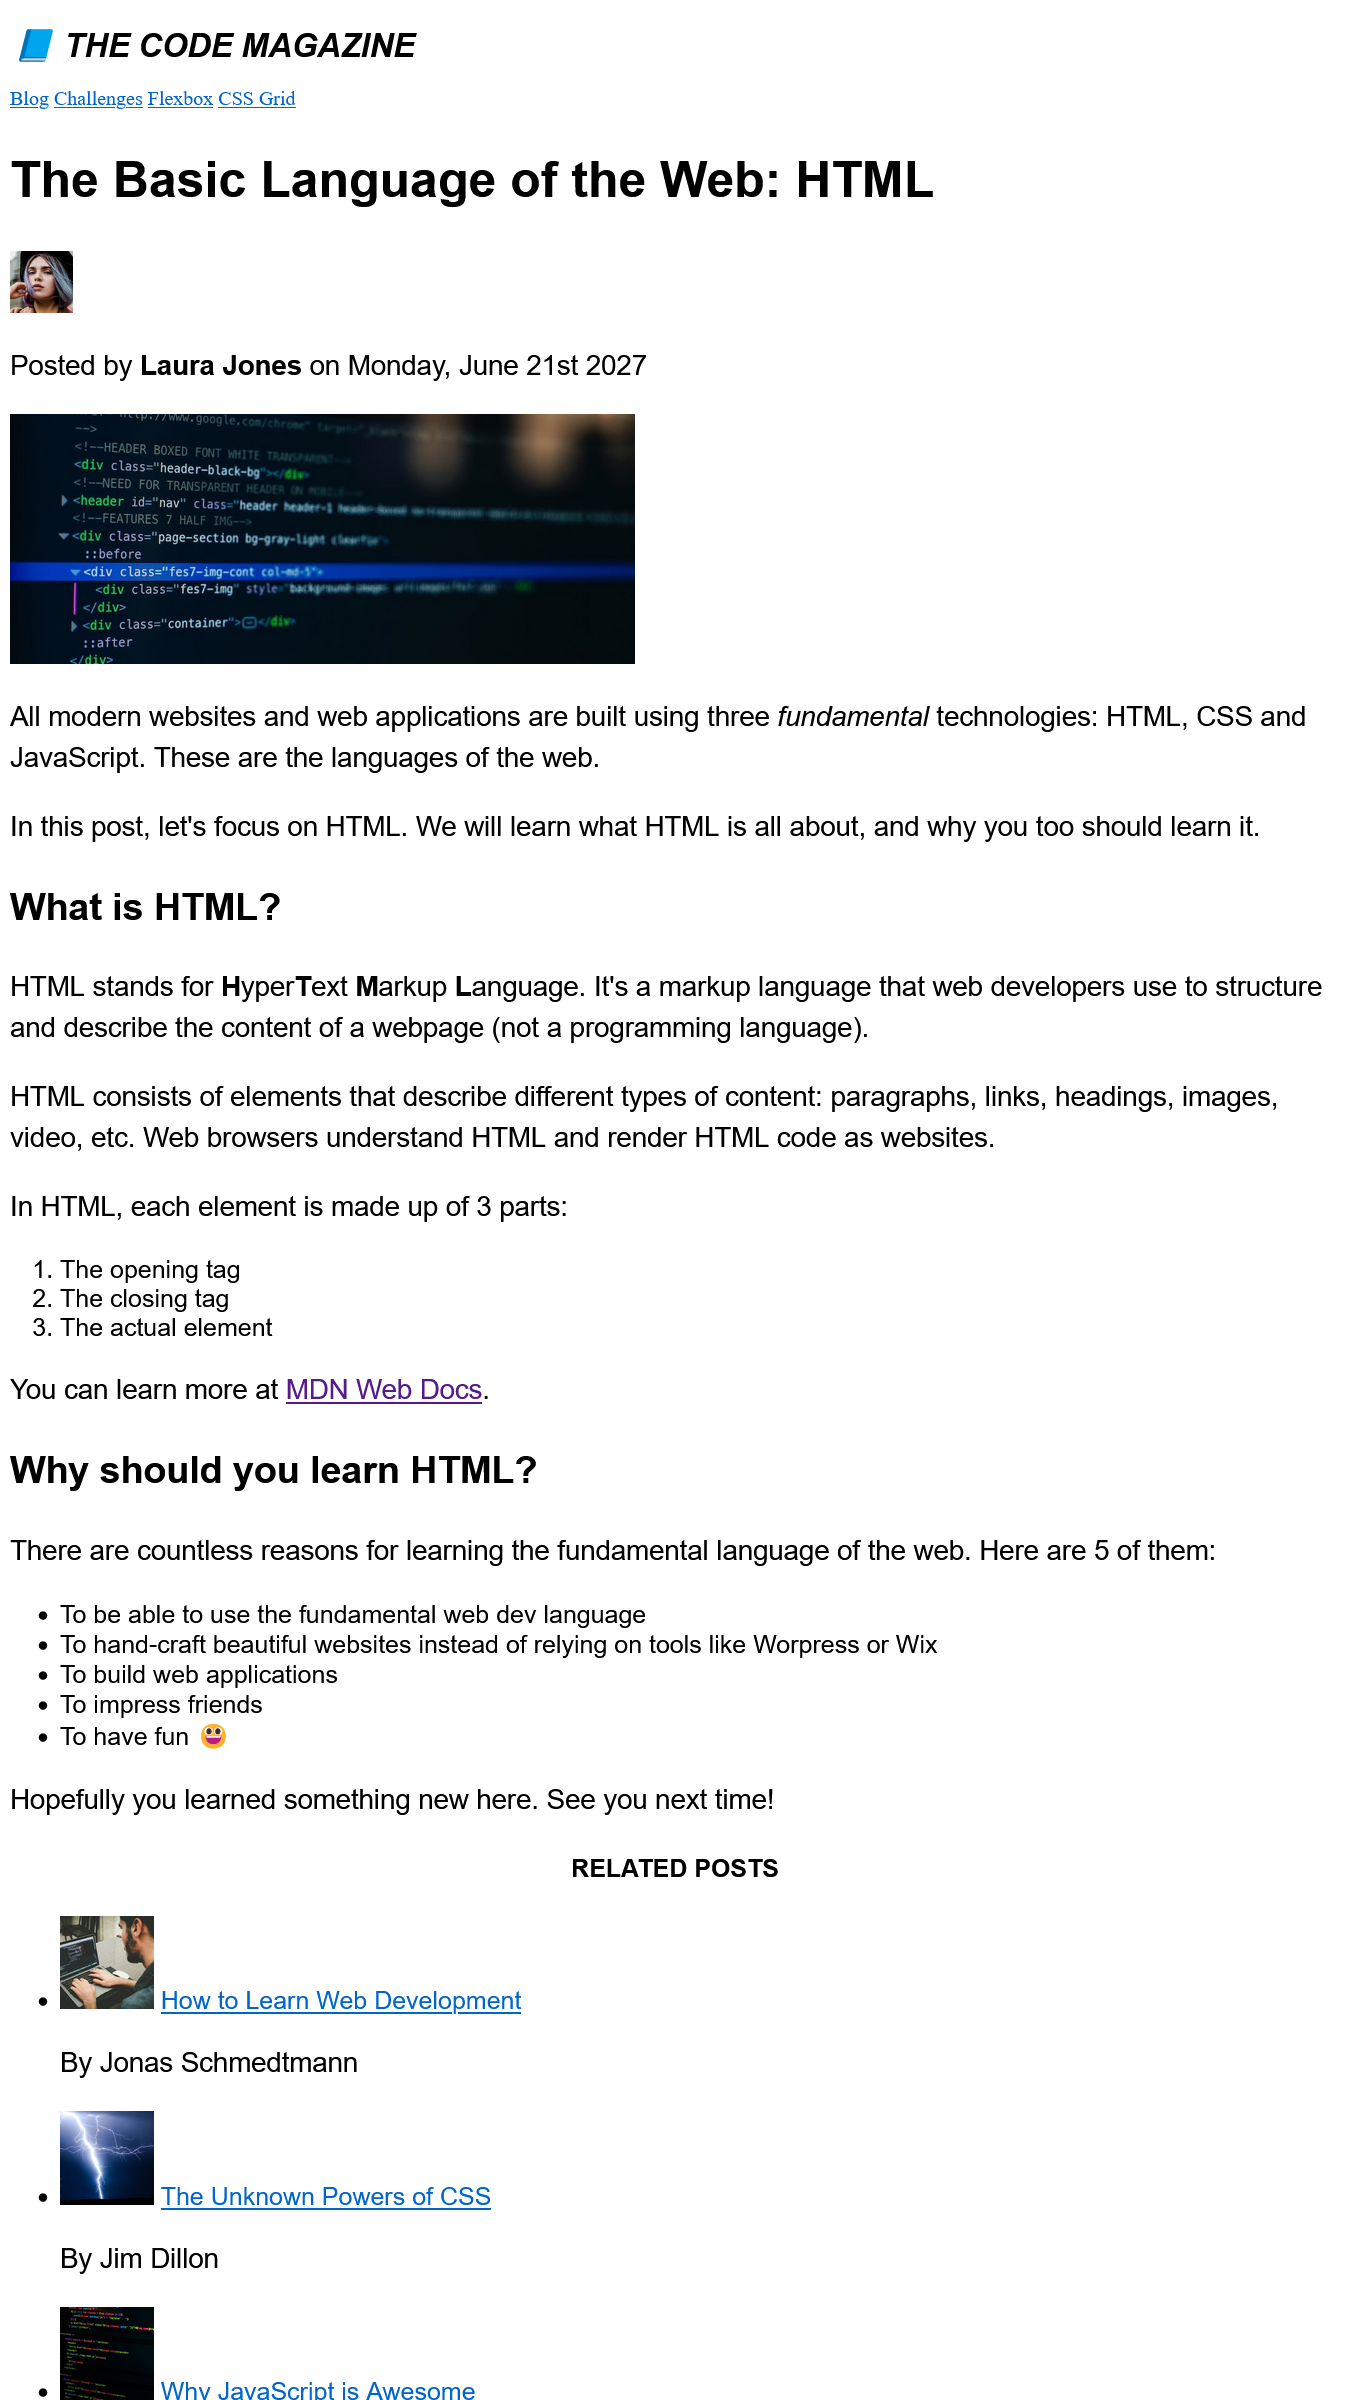 📘 THE CODE MAGAZINE
Blog Challenges Flexbox CSS Grid
The Basic Language of the Web: HTML
Posted by Laura Jones on Monday, June 21st 2027
http://www.google.com/chrome"
-->
<!--HEADER BOXED FONT WHITE TRANSPARENT-->
<div class="header-black-bg"></div>
<!--NEED FOR TRANSPARENT HEADER ON MOBILE-->
<header id="nav" class="header header-1
<!--FEATURES 7 HALF IMG-->
<div class="page-section bg-gray-light clearfix">
::before
<div class="fes7-img-cont col-md-5">
<div class="fes7-img" style="background-image:
</div>
<div class="container"></div>
::after
</div>
All modern websites and web applications are built using three fundamental technologies: HTML, CSS and
JavaScript. These are the languages of the web.
In this post, let's focus on HTML. We will learn what HTML is all about, and why you too should learn it.
What is HTML?
HTML stands for HyperText Markup Language. It's a markup language that web developers use to structure
and describe the content of a webpage (not a programming language).
HTML consists of elements that describe different types of content: paragraphs, links, headings, images,
video, etc. Web browsers understand HTML and render HTML code as websites.
In HTML, each element is made up of 3 parts:
1. The opening tag
2. The closing tag
3. The actual element
You can learn more at MDN Web Docs.
Why should you learn HTML?
There are countless reasons for learning the fundamental language of the web. Here are 5 of them:
• To be able to use the fundamental web dev language
• To hand-craft beautiful websites instead of relying on tools like Worpress or Wix
• To build web applications
• To impress friends
• To have fun 😀
Hopefully you learned something new here. See you next time!
RELATED POSTS
• How to Learn Web Development
By Jonas Schmedtmann
• The Unknown Powers of CSS
By Jim Dillon
• Why JavaScript is Awesome